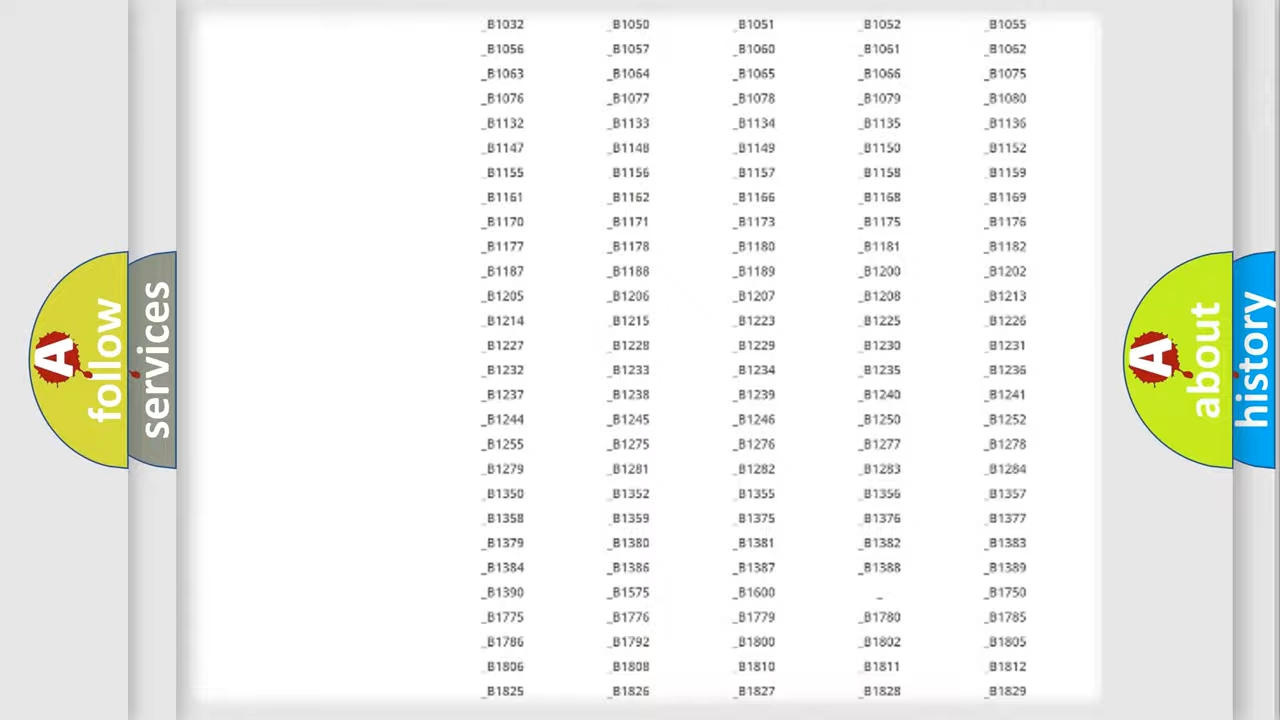 _B1032 _B1050 _B1051 _B1052 _B1055
_B1056 _B1057 _B1060 _B1061 _B1062
_B1063 _B1064 _B1065 _B1066 _B1075
_B1076 _B1077 _B1078 _B1079 _B1080
_B1132 _B1133 _B1134 _B1135 _B1136
_B1147 _B1148 _B1149 _B1150 _B1152
_B1155 _B1156 _B1157 _B1158 _B1159
_B1161 _B1162 _B1166 _B1168 _B1169
_B1170 _B1171 _B1173 _B1175 _B1176
_B1177 _B1178 _B1180 _B1181 _B1182
_B1187 _B1188 _B1189 _B1200 _B1202
_B1205 _B1206 _B1207 _B1208 _B1213
_B1214 _B1215 _B1223 _B1225 _B1226
_B1227 _B1228 _B1229 _B1230 _B1231
_B1232 _B1233 _B1234 _B1235 _B1236
_B1237 _B1238 _B1239 _B1240 _B1241
_B1244 _B1245 _B1246 _B1250 _B1252
_B1255 _B1275 _B1276 _B1277 _B1278
_B1279 _B1281 _B1282 _B1283 _B1284
_B1350 _B1352 _B1355 _B1356 _B1357
_B1358 _B1359 _B1375 _B1376 _B1377
_B1379 _B1380 _B1381 _B1382 _B1383
_B1384 _B1386 _B1387 _B1388 _B1389
_B1390 _B1575 _B1600 _ _B1750
_B1775 _B1776 _B1779 _B1780 _B1785
_B1786 _B1792 _B1800 _B1802 _B1805
_B1806 _B1808 _B1810 _B1811 _B1812
_B1825 _B1826 _B1827 _B1828 _B1829
A follow
services
A about
history